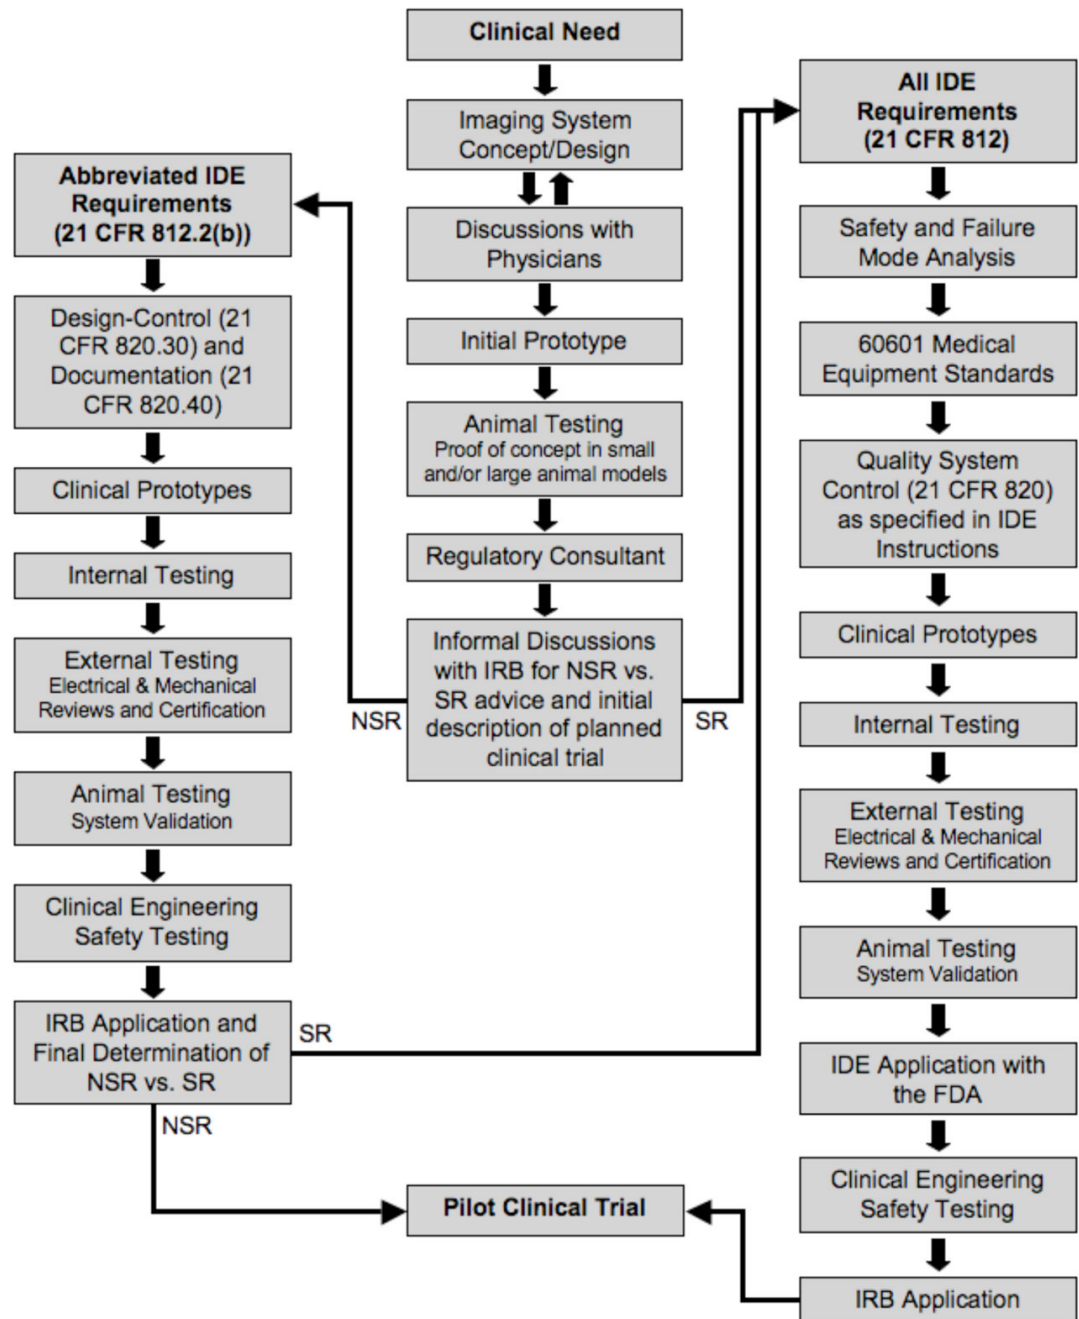 Clinical Need
Imaging System
Concept/Design
Discussions with
Physicians
Initial Prototype
Animal Testing
Proof of concept in small
and/or large animal models
Regulatory Consultant
Informal Discussions
with IRB for NSR vs.
SR advice and initial
description of planned
clinical trial
NSR
SR
Abbreviated IDE
Requirements
(21 CFR 812.2(b))
Design-Control (21
CFR 820.30) and
Documentation (21
CFR 820.40)
Clinical Prototypes
Internal Testing
External Testing
Electrical & Mechanical
Reviews and Certification
Animal Testing
System Validation
Clinical Engineering
Safety Testing
IRB Application and
Final Determination of
NSR vs. SR
SR
NSR
All IDE
Requirements
(21 CFR 812)
Safety and Failure
Mode Analysis
60601 Medical
Equipment Standards
Quality System
Control (21 CFR 820)
as specified in IDE
Instructions
Clinical Prototypes
Internal Testing
External Testing
Electrical & Mechanical
Reviews and Certification
Animal Testing
System Validation
IDE Application with
the FDA
Clinical Engineering
Safety Testing
IRB Application
Pilot Clinical Trial